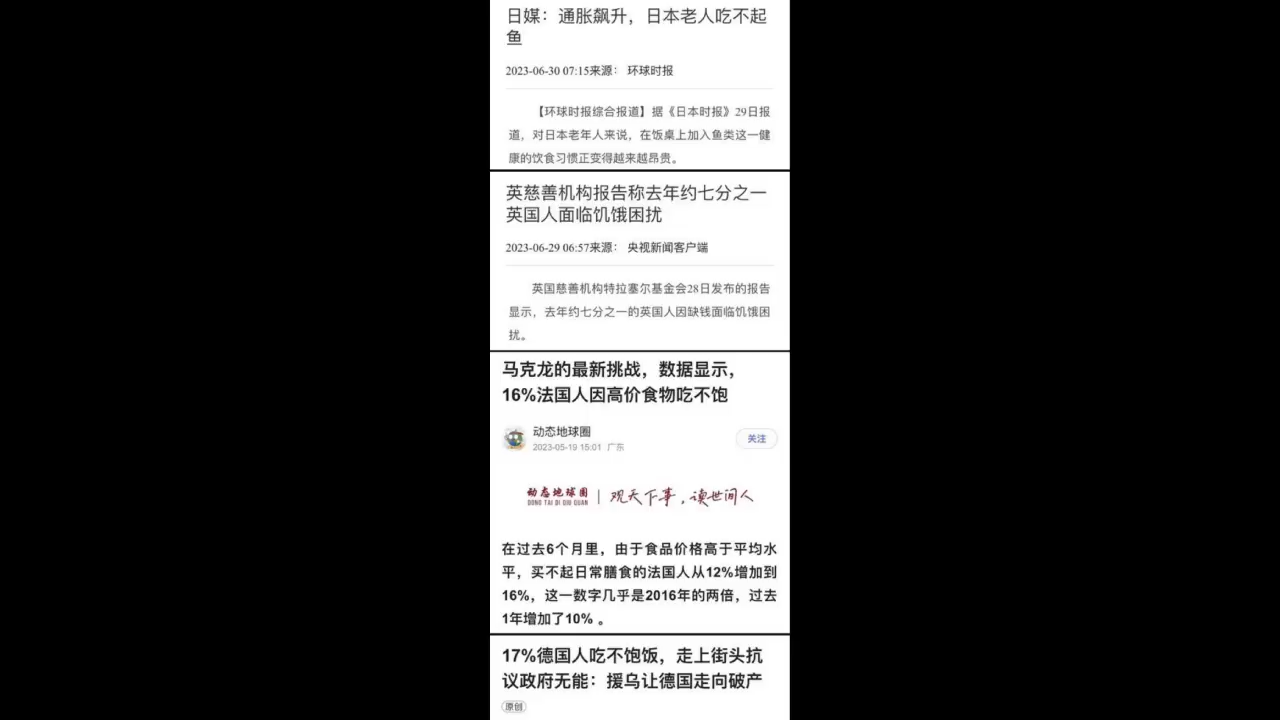 日媒：通胀飙升，日本老人吃不起
鱼
2023-06-30 07:15来源： 环球时报
【环球时报综合报道】据《日本时报》29日报
道，对日本老年人来说，在饭桌上加入鱼类这一健
康的饮食习惯正变得越来越昂贵。
英慈善机构报告称去年约七分之一
英国人面临饥饿困扰
2023-06-29 06:57来源： 央视新闻客户端
英国慈善机构特拉塞尔基金会28日发布的报告
显示，去年约七分之一的英国人因缺钱面临饥饿困
扰。
马克龙的最新挑战，数据显示，
16%法国人因高价食物吃不饱
动态地球圈
2023-05-19 15:01 广东
关注
动态地球圈 | 观天下事，读世间人
DONG TAI DI QIU QUAN
在过去6个月里，由于食品价格高于平均水
平，买不起日常膳食的法国人从12%增加到
16%，这一数字几乎是2016年的两倍，过去
1年增加了10% 。
17%德国人吃不饱饭，走上街头抗
议政府无能：援乌让德国走向破产
原创